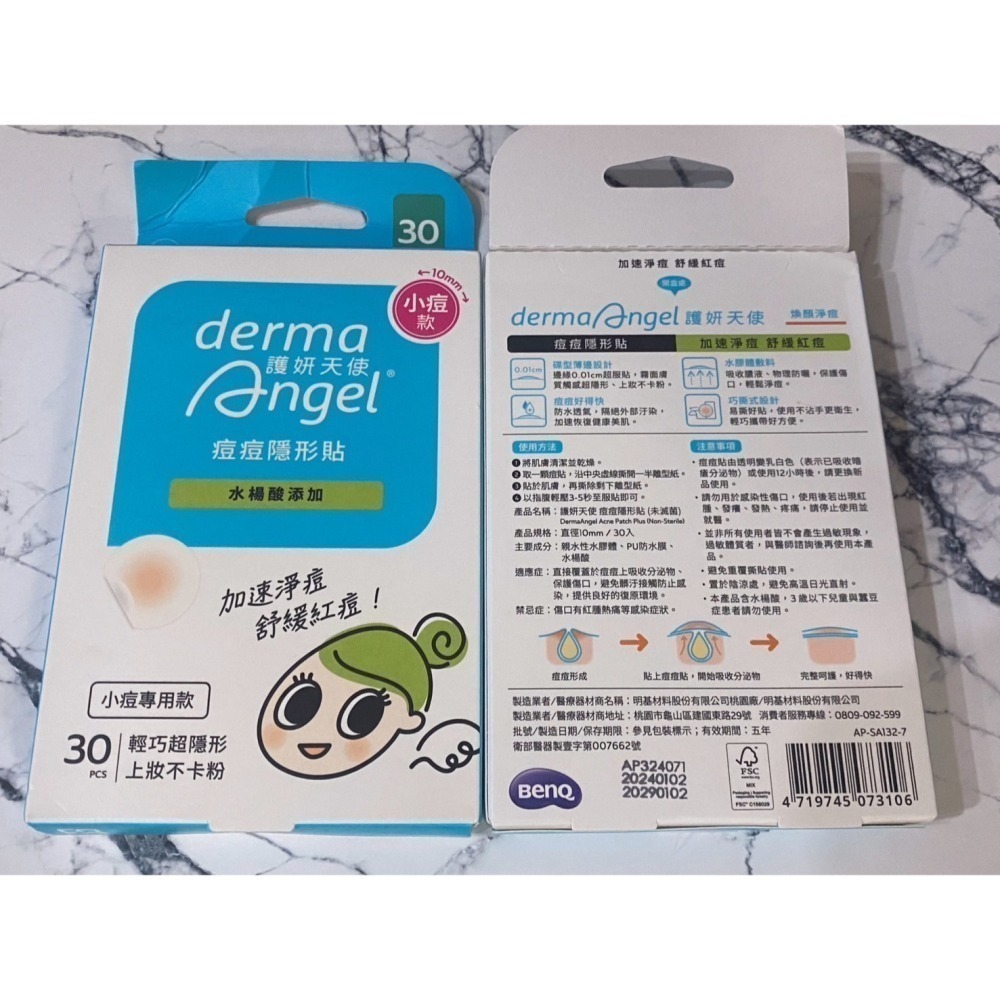 30
←10mm→
小痘
款
derma
護妍天使
Angel®
痘痘隱形貼
水楊酸添加
加速淨痘
舒緩紅痘!
小痘專用款
30
PCS
輕巧超隱形
上妝不卡粉
加速淨痘 舒緩紅痘
開盒處
dermaAngel 護妍天使 煥顏淨痘
痘痘隱形貼 加速淨痘 舒緩紅痘
0.01cm
碟型薄邊設計
邊緣0.01cm超服貼,霧面膚
質觸感超隱形、上妝不卡粉。
水膠體敷料
吸收膿液、物理防曬,保護傷
口,輕鬆淨痘。
痘痘好得快
防水透氣,隔絕外部汙染,
加速恢復健康美肌。
巧撕式設計
易撕好貼,使用不沾手更衛生,
輕巧攜帶好方便。
使用方法
❶ 將肌膚清潔並乾燥。
❷ 取一顆痘貼,沿中央虛線撕開一半離型紙。
❸ 貼於肌膚,再撕除剩下離型紙。
❹ 以指腹輕壓3-5秒至服貼即可。
產品名稱:護妍天使 痘痘隱形貼 (未滅菌)
DermaAngel Acne Patch Plus (Non-Sterile)
產品規格:直徑10mm / 30入
主要成分:親水性水膠體、PU防水膜、
水楊酸
適應症:直接覆蓋於痘痘上吸收分泌物、
保護傷口,避免髒汙接觸防止感
染,提供良好的復原環境。
禁忌症:傷口有紅腫熱痛等感染症狀。
注意事項
・痘痘貼由透明變乳白色(表示已吸收暗
瘡分泌物)或使用12小時後,請更換新
品使用。
・請勿用於感染性傷口,使用後若出現紅
腫、發癢、發熱、疼痛,請停止使用並
就醫。
・並非所有使用者皆不會產生過敏現象,
過敏體質者,與醫師諮詢後再使用本產
品。
・避免重覆撕貼使用。
・置於陰涼處,避免高溫日光直射。
・本產品含水楊酸,3歲以下兒童與蠶豆
症患者請勿使用。
痘痘形成
貼上痘痘貼,開始吸收分泌物
完整呵護,好得快
製造業者/醫療器材商名稱:明基材料股份有限公司桃園廠/明基材料股份有限公司
製造業者/醫療器材商地址:桃園市龜山區建國東路29號 消費者服務專線:0809-092-599
批號/製造日期/保存期限:參見包裝標示;有效期間:五年 AP-SA132-7
衛部醫器製壹字第007662號
BenQ
AP324071
20240102
20290102
FSC
www.fsc.org
MIX
Packaging | Supporting
responsible forestry
FSC® C158029
4 719745 073106